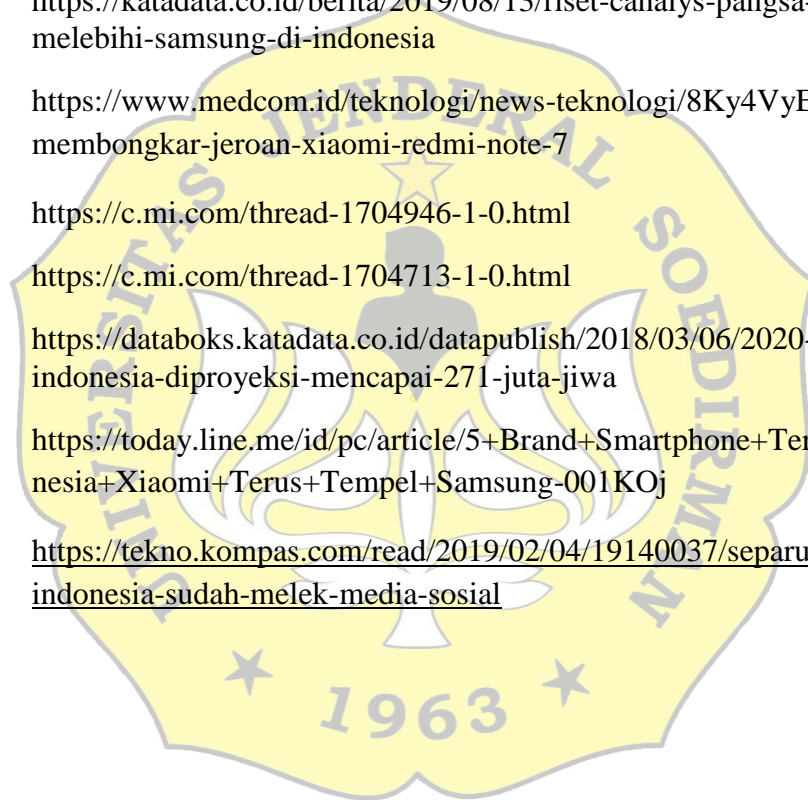 https://katadata.co.id/berita/2019/08/13/riset-canalys-pangsa-
melebihi-samsung-di-indonesia
https://www.medcom.id/teknologi/news-teknologi/8Ky4VyE
membongkar-jeroan-xiaomi-redmi-note-7
https://c.mi.com/thread-1704946-1-0.html
https://c.mi.com/thread-1704713-1-0.html
https://databoks.katadata.co.id/datapublish/2018/03/06/2020-
indonesia-diproyeksi-mencapai-271-juta-jiwa
https://today.line.me/id/pc/article/5+Brand+Smartphone+Ter
nesia+Xiaomi+Terus+Tempel+Samsung-001KOj
https://tekno.kompas.com/read/2019/02/04/19140037/separu
indonesia-sudah-melek-media-sosial
UNIVERSITAS JENDERAL SOEDIRMAN
1963